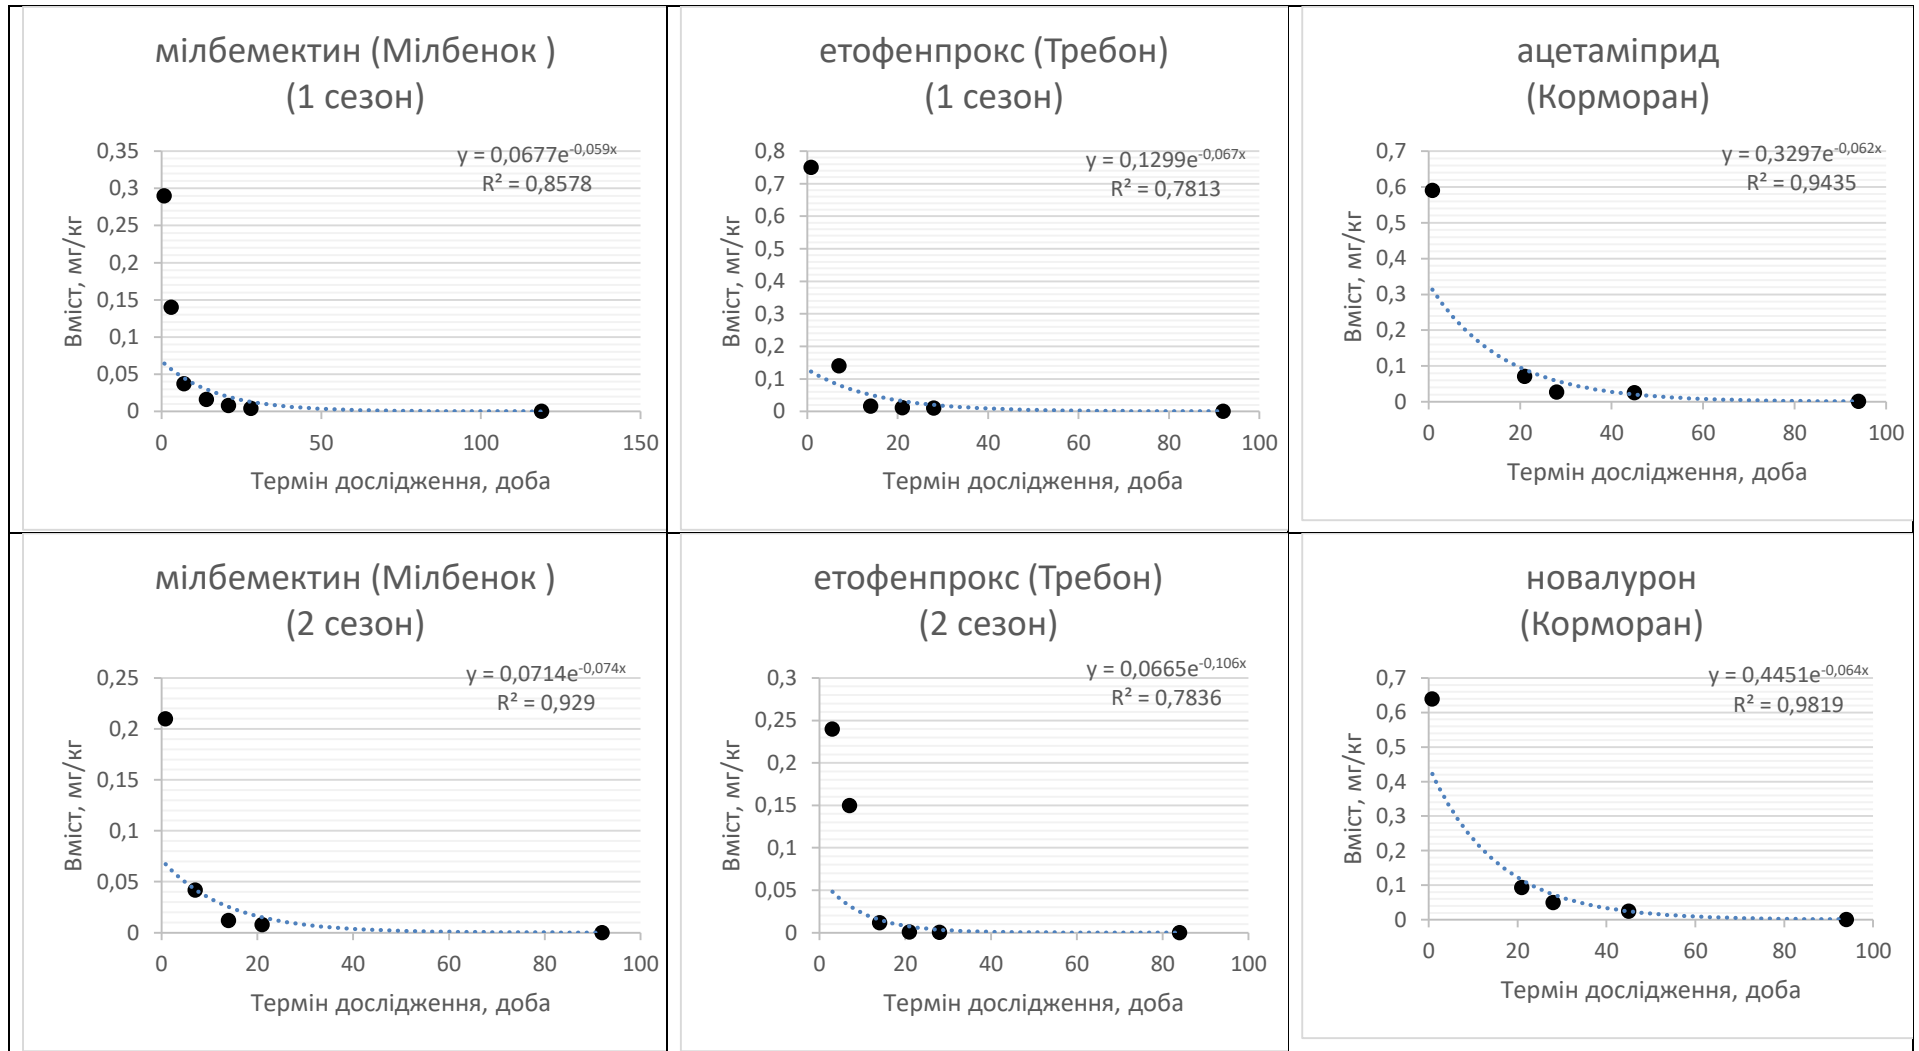 мілбемектин (Мілбенок )
(1 сезон)
y = 0,0677e^-0,059x
R² = 0,8578
0,35
0,3
0,25
0,2
0,15
0,1
0,05
0
0 50 100 150
Вміст, мг/кг
Термін дослідження, доба
етофенпрокс (Требон)
(1 сезон)
y = 0,1299e^-0,067x
R² = 0,7813
0,8
0,7
0,6
0,5
0,4
0,3
0,2
0,1
0
0 20 40 60 80 100
Вміст, мг/кг
Термін дослідження, доба
ацетаміприд
(Корморан)
y = 0,3297e^-0,062x
R² = 0,9435
0,7
0,6
0,5
0,4
0,3
0,2
0,1
0
0 20 40 60 80 100
Вміст, мг/кг
Термін дослідження, доба
мілбемектин (Мілбенок )
(2 сезон)
y = 0,0714e^-0,074x
R² = 0,929
0,25
0,2
0,15
0,1
0,05
0
0 20 40 60 80 100
Вміст, мг/кг
Термін дослідження, доба
етофенпрокс (Требон)
(2 сезон)
y = 0,0665e^-0,106x
R² = 0,7836
0,3
0,25
0,2
0,15
0,1
0,05
0
0 20 40 60 80 100
Вміст, мг/кг
Термін дослідження, доба
новалурон
(Корморан)
y = 0,4451e^-0,064x
R² = 0,9819
0,7
0,6
0,5
0,4
0,3
0,2
0,1
0
0 20 40 60 80 100
Вміст, мг/кг
Термін дослідження, доба